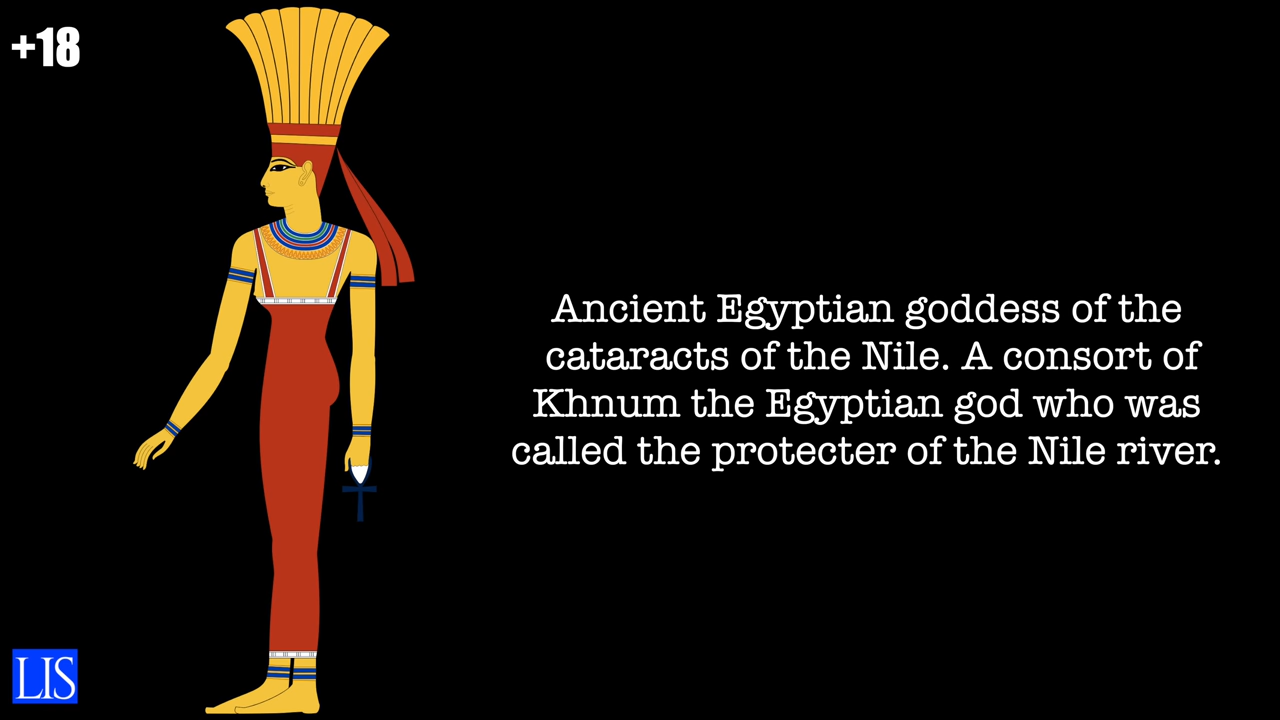 +18
Ancient Egyptian goddess of the
cataracts of the Nile. A consort of
Khnum the Egyptian god who was
called the protecter of the Nile river.
LIS